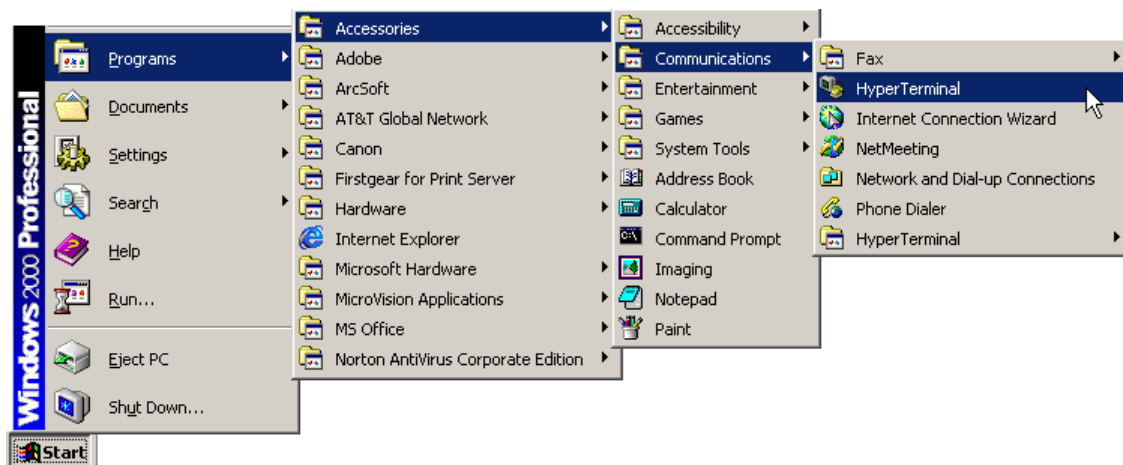 Windows 2000 Professional
Programs
Documents
Settings
Search
Help
Run...
Eject PC
Shut Down...
Start
Accessories
Adobe
ArcSoft
AT&T Global Network
Canon
Firstgear for Print Server
Hardware
Internet Explorer
Microsoft Hardware
MicroVision Applications
MS Office
Norton AntiVirus Corporate Edition
Accessibility
Communications
Entertainment
Games
System Tools
Address Book
Calculator
Command Prompt
Imaging
Notepad
Paint
Fax
HyperTerminal
Internet Connection Wizard
NetMeeting
Network and Dial-up Connections
Phone Dialer
HyperTerminal